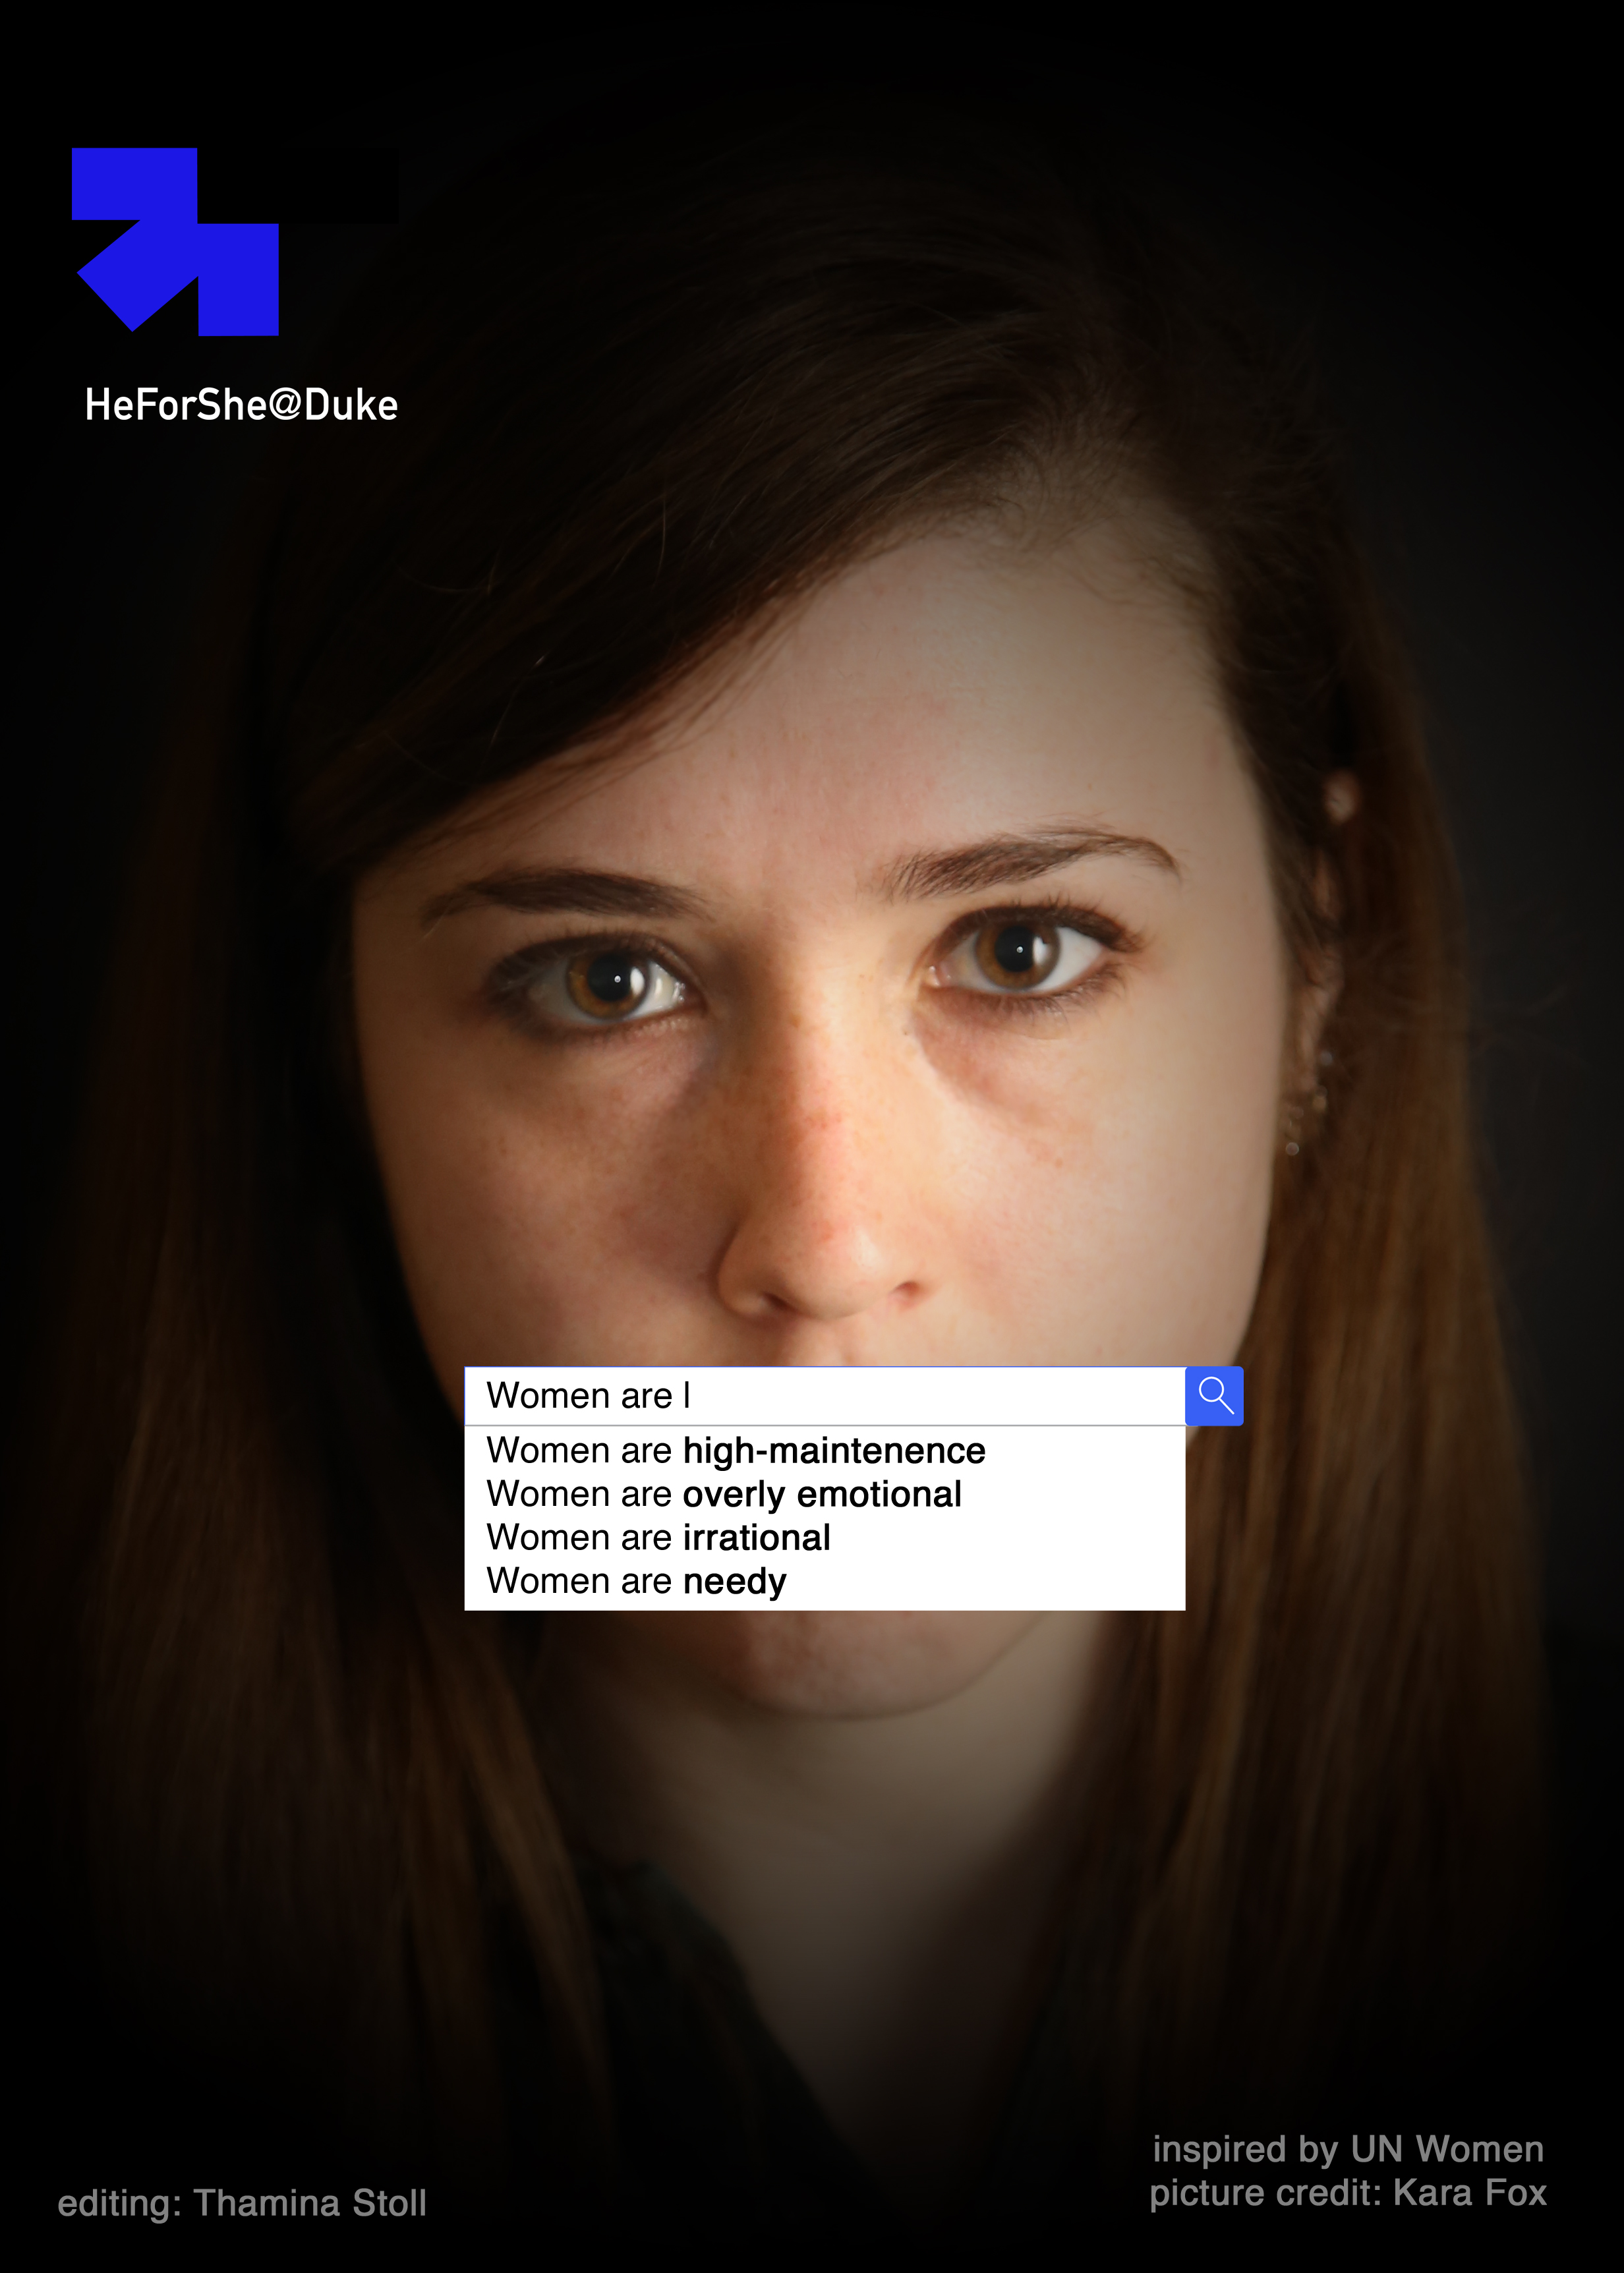 HeForShe@Duke
Women are l
Women are high-maintenence
Women are overly emotional
Women are irrational
Women are needy
inspired by UN Women
picture credit: Kara Fox
editing: Thamina Stoll